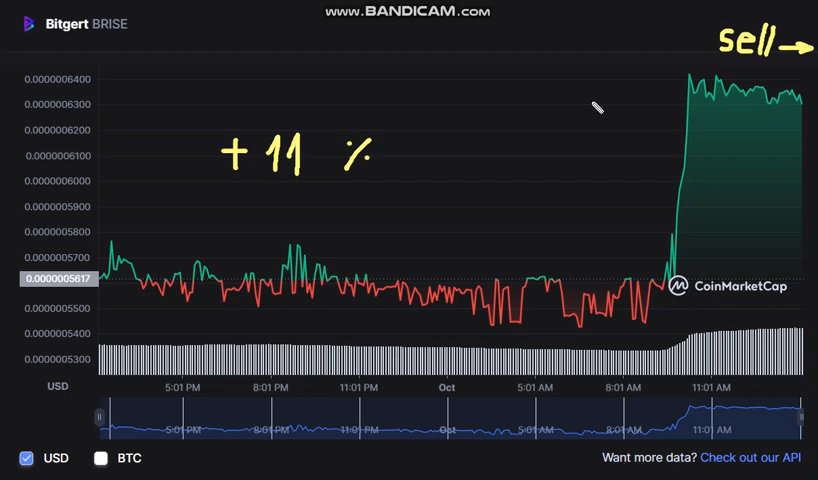 www.BANDICAM.com
Bitgert BRISE
sell →
0.0000006400
0.0000006300
0.0000006200
0.0000006100
0.0000006000
0.0000005900
0.0000005800
0.0000005700
0.0000005617
0.0000005500
0.0000005400
0.0000005300
+ 11 %
CoinMarketCap
USD 5:01 PM 8:01 PM 11:01 PM Oct 5:01 AM 8:01 AM 11:01 AM
5:01 PM 8:01 PM 11:01 PM Oct 5:01 AM 8:01 AM 11:01 AM
USD BTC Want more data? Check out our API